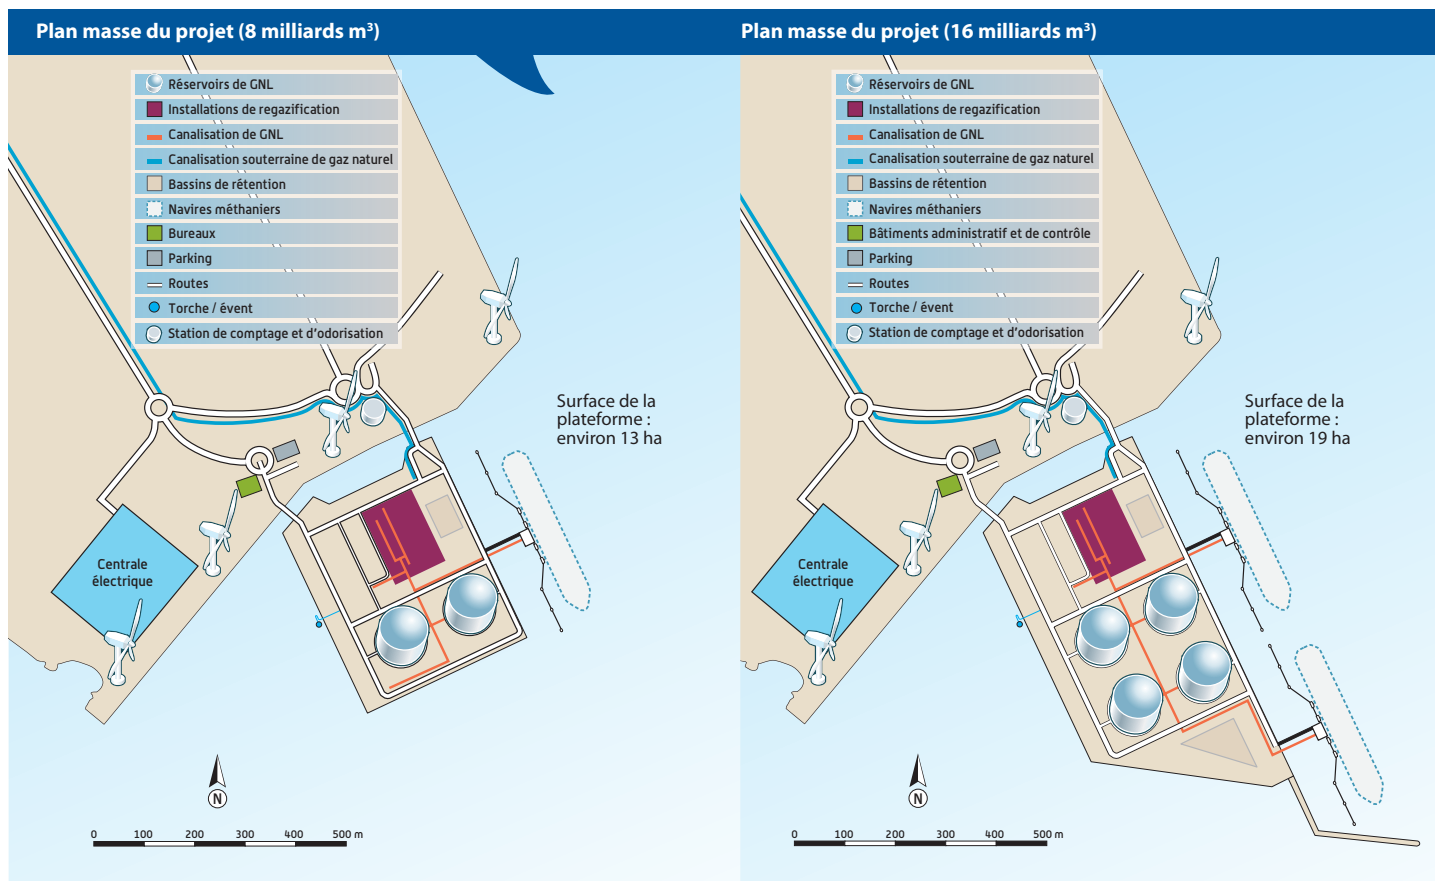 Plan masse du projet (8 milliards m³)
Réservoirs de GNL
Installations de regazification
Canalisation de GNL
Canalisation souterraine de gaz naturel
Bassins de rétention
Navires méthaniers
Bureaux
Parking
Routes
Torche / évent
Station de comptage et d'odorisation
Surface de la
plateforme :
environ 13 ha
Centrale
électrique
N
0 100 200 300 400 500 m
Plan masse du projet (16 milliards m³)
Réservoirs de GNL
Installations de regazification
Canalisation de GNL
Canalisation souterraine de gaz naturel
Bassins de rétention
Navires méthaniers
Bâtiments administratif et de contrôle
Parking
Routes
Torche / évent
Station de comptage et d'odorisation
Surface de la
plateforme :
environ 19 ha
Centrale
électrique
N
0 100 200 300 400 500 m